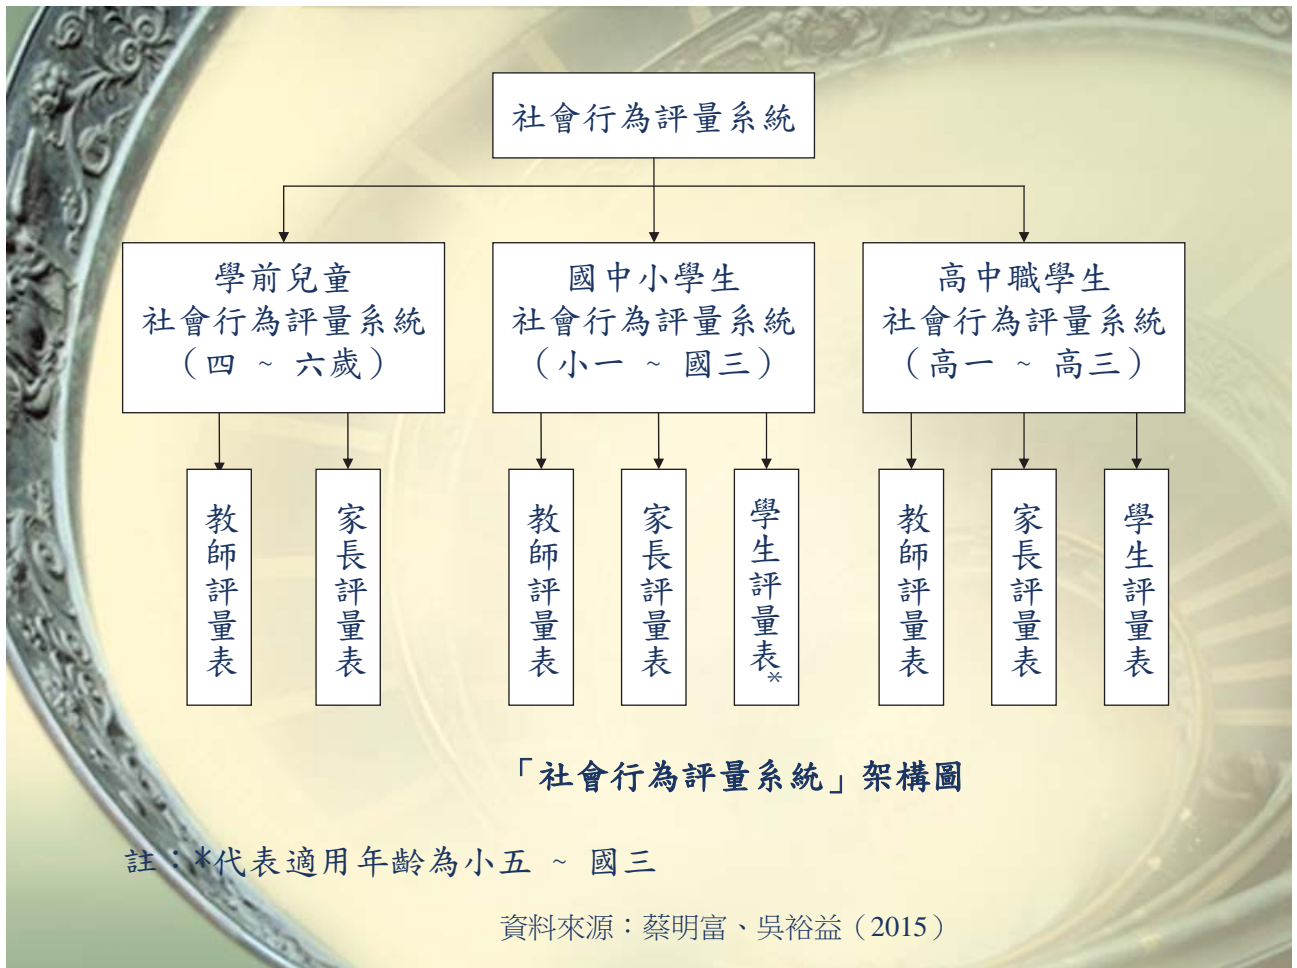 社會行為評量系統
學前兒童
社會行為評量系統
（四 ~ 六歲）
國中小學生
社會行為評量系統
（小一 ~ 國三）
高中職學生
社會行為評量系統
（高一 ~ 高三）
教師評量表
家長評量表
教師評量表
家長評量表
學生評量表*
教師評量表
家長評量表
學生評量表
「社會行為評量系統」架構圖
註：*代表適用年齡為小五 ~ 國三
資料來源：蔡明富、吳裕益（2015）